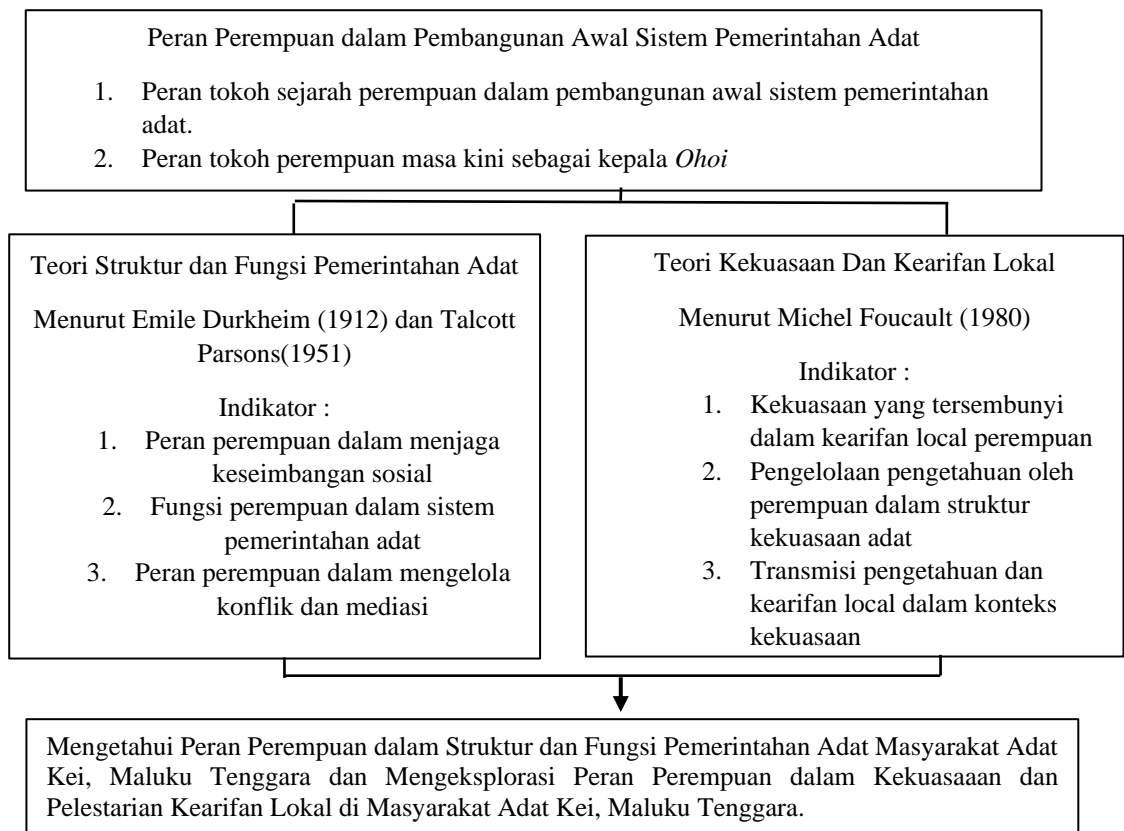 Peran Perempuan dalam Pembangunan Awal Sistem Pemerintahan Adat
1. Peran tokoh sejarah perempuan dalam pembangunan awal sistem pemerintahan
adat.
2. Peran tokoh perempuan masa kini sebagai kepala Ohoi
Teori Struktur dan Fungsi Pemerintahan Adat
Menurut Emile Durkheim (1912) dan Talcott
Parsons(1951)
Indikator :
1. Peran perempuan dalam menjaga
keseimbangan sosial
2. Fungsi perempuan dalam sistem
pemerintahan adat
3. Peran perempuan dalam mengelola
konflik dan mediasi
Teori Kekuasaan Dan Kearifan Lokal
Menurut Michel Foucault (1980)
Indikator :
1. Kekuasaan yang tersembunyi
dalam kearifan local perempuan
2. Pengelolaan pengetahuan oleh
perempuan dalam struktur
kekuasaan adat
3. Transmisi pengetahuan dan
kearifan local dalam konteks
kekuasaan
Mengetahui Peran Perempuan dalam Struktur dan Fungsi Pemerintahan Adat Masyarakat Adat
Kei, Maluku Tenggara dan Mengeksplorasi Peran Perempuan dalam Kekuasaaan dan
Pelestarian Kearifan Lokal di Masyarakat Adat Kei, Maluku Tenggara.